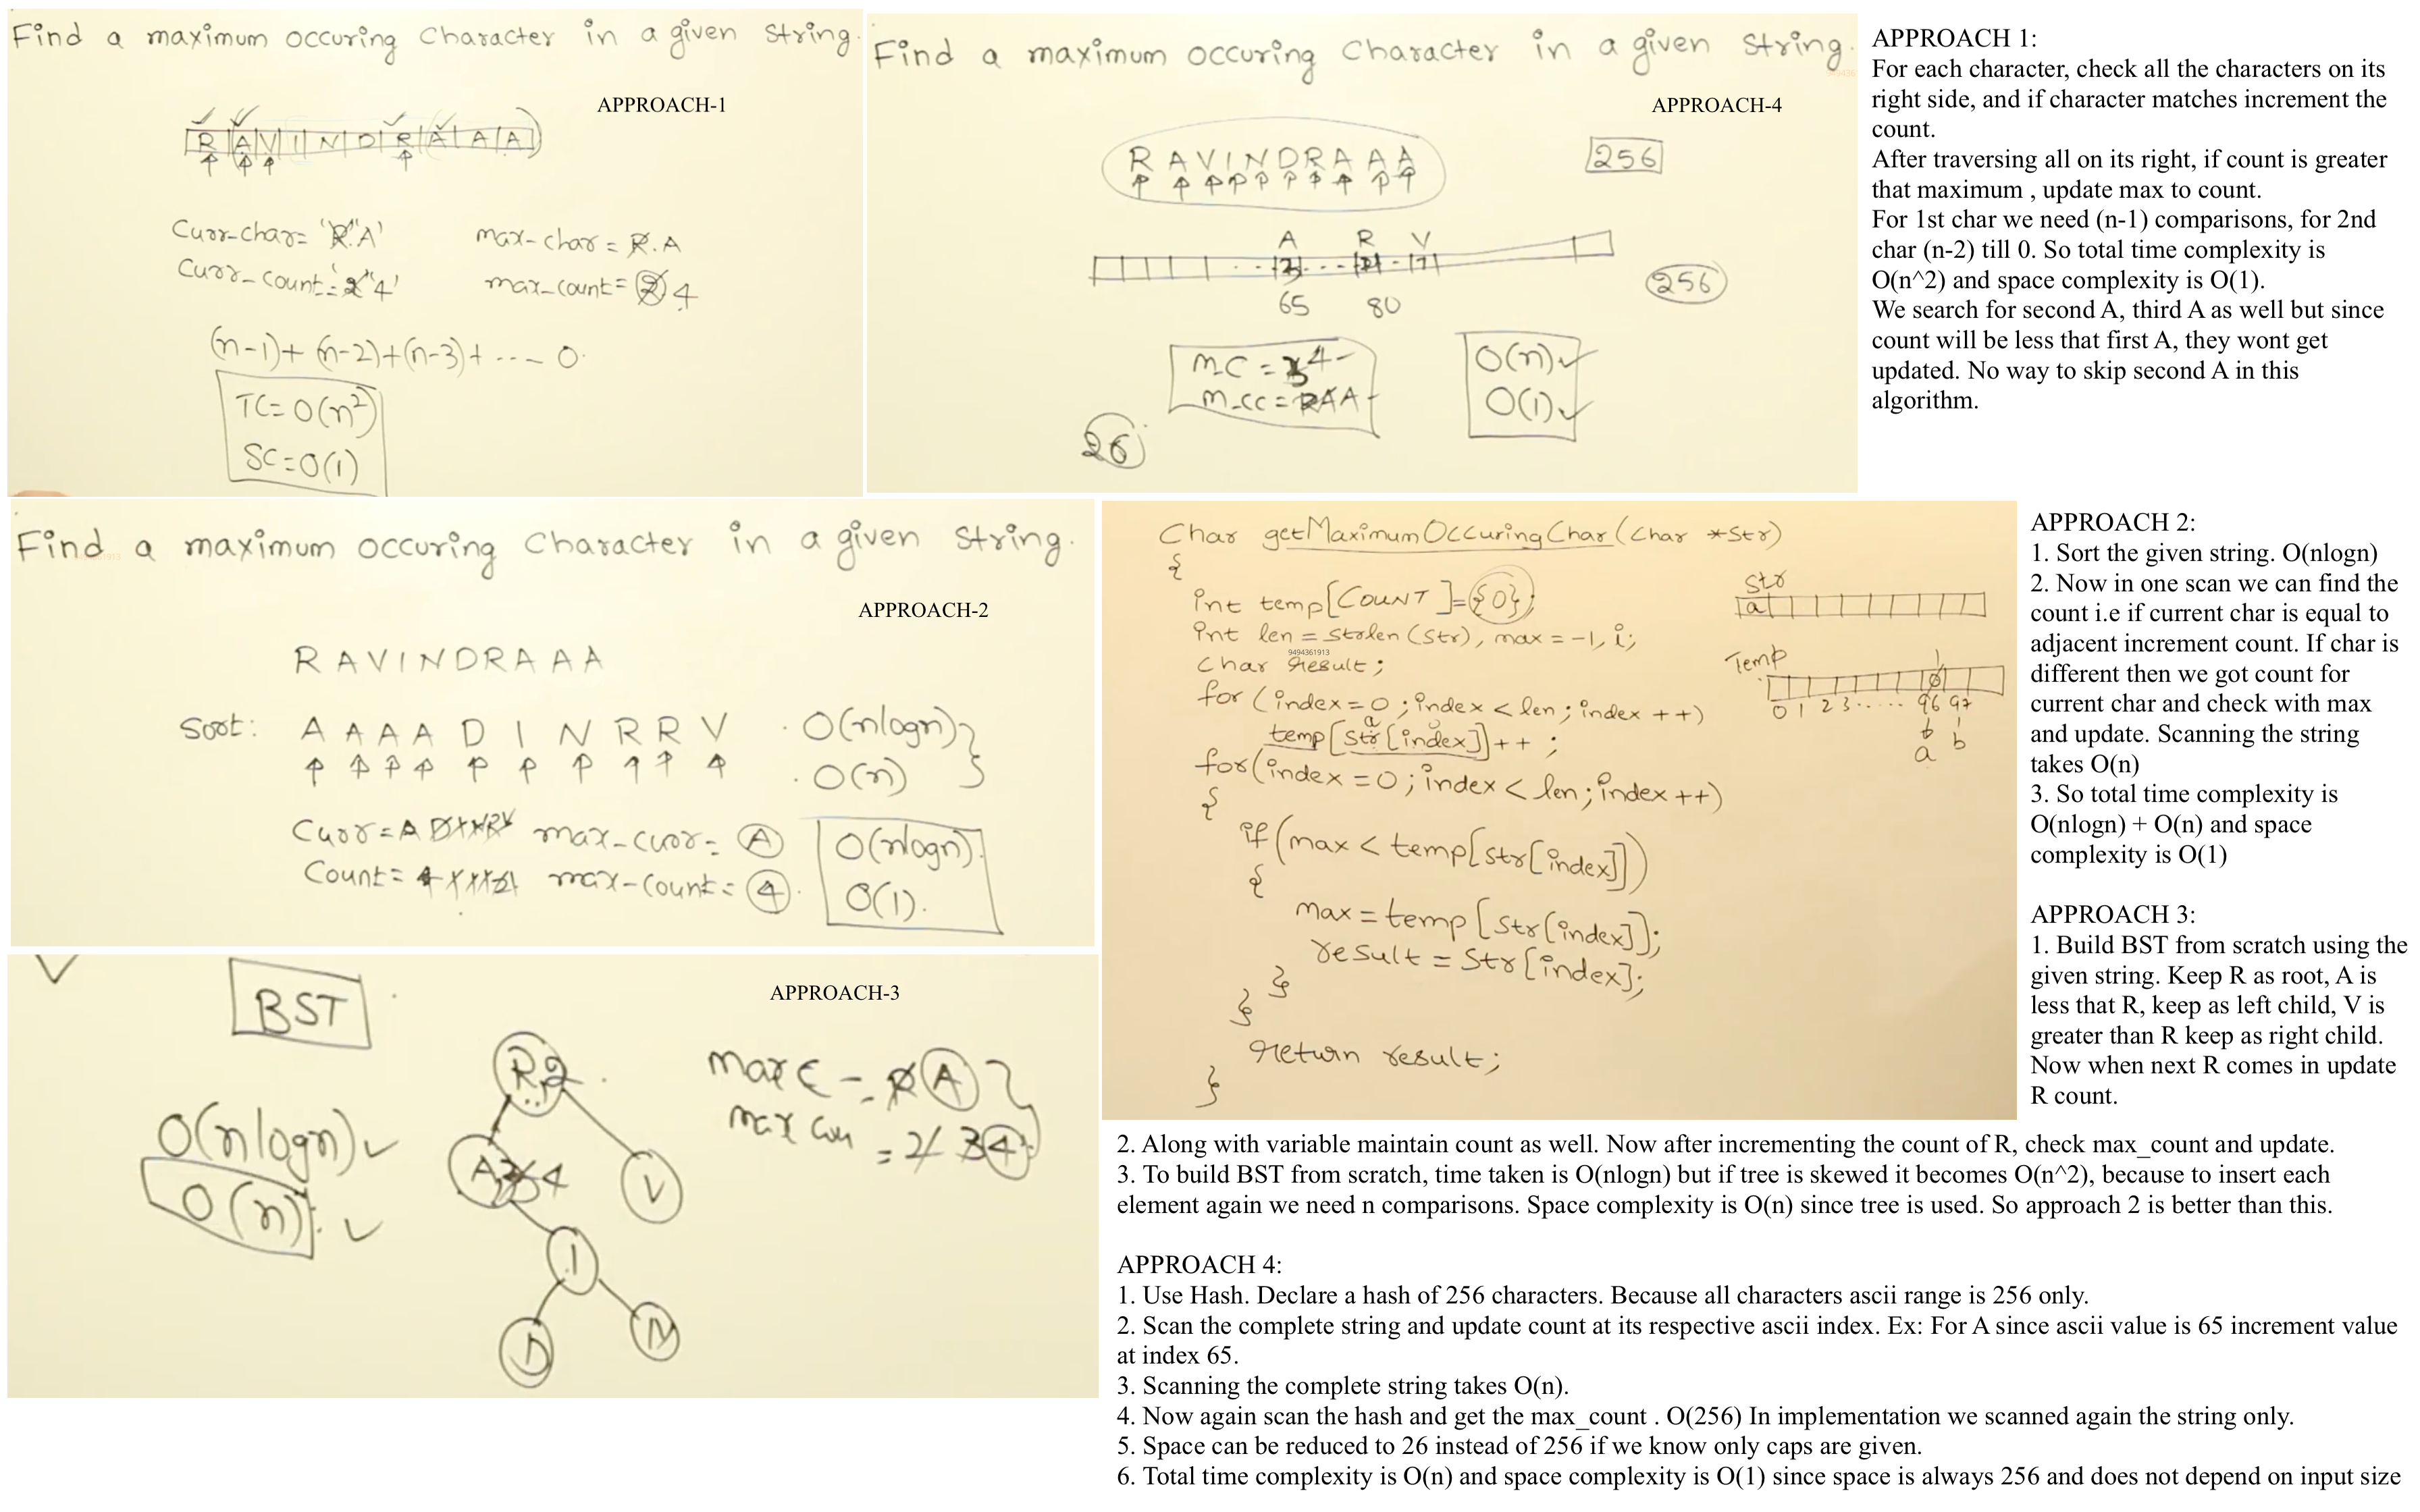 Find a maximum occuring character in a given string.
APPROACH-1
R A V I N D R A A A
Curr-char= 'R' 'A'
max-char = R. A
Curr-count= '2' '4'
max-count= 2 4
(n-1)+(n-2)+(n-3)+ ---- 0.
TC=O(n²)
SC=O(1)
Find a maximum occuring character in a given string.
APPROACH-4
R A V I N D R A A A
256
A R V
65 80
256
M-C = 4
M-CC = R A A
O(n)
O(1)
26
APPROACH 1:
For each character, check all the characters on its
right side, and if character matches increment the
count.
After traversing all on its right, if count is greater
that maximum , update max to count.
For 1st char we need (n-1) comparisons, for 2nd
char (n-2) till 0. So total time complexity is
O(n^2) and space complexity is O(1).
We search for second A, third A as well but since
count will be less that first A, they wont get
updated. No way to skip second A in this
algorithm.
Find a maximum occuring character in a given string.
APPROACH-2
R A V I N D R A A A
Sort: A A A A D I N R R V
O(nlogn)
O(n)
Curr = A D
max-curr= A
Count= 4
max-count= 4
O(nlogn).
O(1).
Char getMaximumOccuringChar(char *str)
{
int temp[COUNT]={0};
int len = strlen(str), max = -1, i;
9494361913
char result;
for (index=0; index < len; index ++)
temp[str[index]]++ ;
for(index=0; index < len; index ++)
{
if(max < temp[str[index]])
{
max = temp[str[index]];
result = str[index];
}
}
return result;
}
Str
a
Temp
0 1 2 3 ..... 96 97
a b
APPROACH 2:
1. Sort the given string. O(nlogn)
2. Now in one scan we can find the
count i.e if current char is equal to
adjacent increment count. If char is
different then we got count for
current char and check with max
and update. Scanning the string
takes O(n)
3. So total time complexity is
O(nlogn) + O(n) and space
complexity is O(1)
APPROACH 3:
1. Build BST from scratch using the
given string. Keep R as root, A is
less that R, keep as left child, V is
greater than R keep as right child.
Now when next R comes in update
R count.
2. Along with variable maintain count as well. Now after incrementing the count of R, check max_count and update.
3. To build BST from scratch, time taken is O(nlogn) but if tree is skewed it becomes O(n^2), because to insert each
element again we need n comparisons. Space complexity is O(n) since tree is used. So approach 2 is better than this.
BST
APPROACH-3
R 2
A 4
V
I
D
N
max c = R A
max cou = 2 3 4
O(nlogn)
O(n)
APPROACH 4:
1. Use Hash. Declare a hash of 256 characters. Because all characters ascii range is 256 only.
2. Scan the complete string and update count at its respective ascii index. Ex: For A since ascii value is 65 increment value
at index 65.
3. Scanning the complete string takes O(n).
4. Now again scan the hash and get the max_count . O(256) In implementation we scanned again the string only.
5. Space can be reduced to 26 instead of 256 if we know only caps are given.
6. Total time complexity is O(n) and space complexity is O(1) since space is always 256 and does not depend on input size